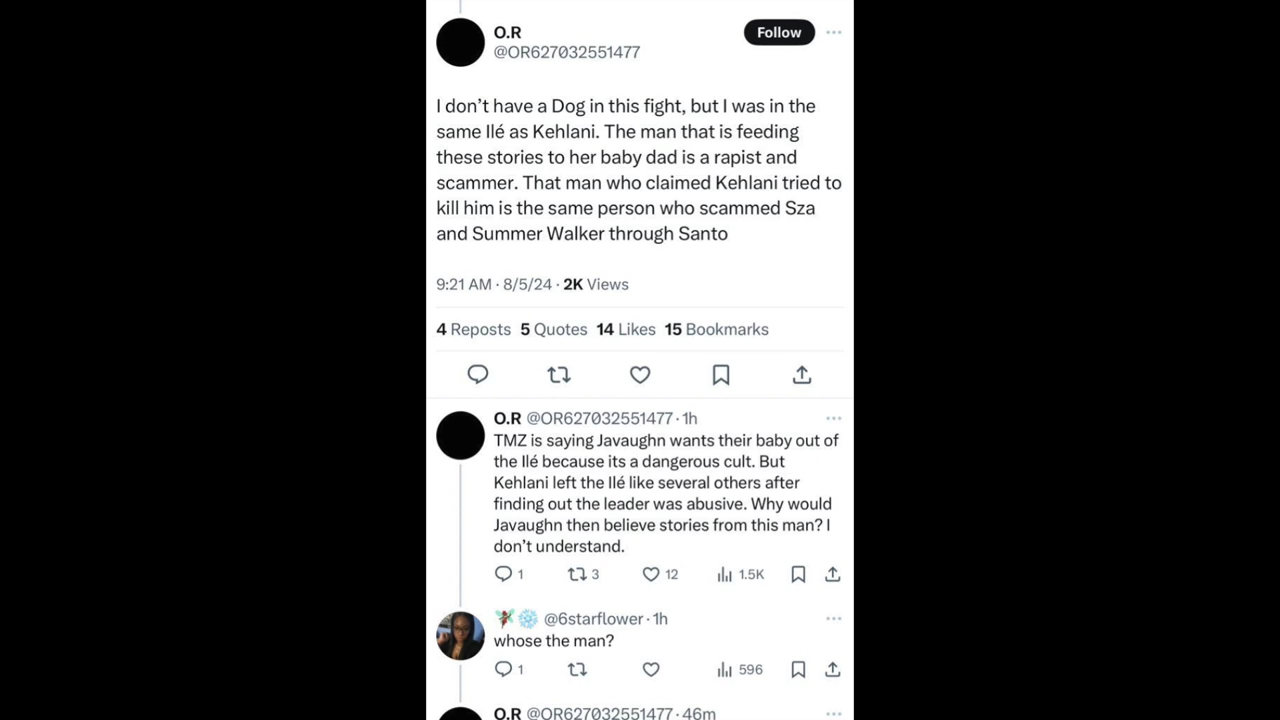 O.R
Follow
@OR627032551477
I don’t have a Dog in this fight, but I was in the
same Ilé as Kehlani. The man that is feeding
these stories to her baby dad is a rapist and
scammer. That man who claimed Kehlani tried to
kill him is the same person who scammed Sza
and Summer Walker through Santo
9:21 AM · 8/5/24 · 2K Views
4 Reposts 5 Quotes 14 Likes 15 Bookmarks
O.R @OR627032551477 · 1h
TMZ is saying Javaughn wants their baby out of
the Ilé because its a dangerous cult. But
Kehlani left the Ilé like several others after
finding out the leader was abusive. Why would
Javaughn then believe stories from this man? I
don’t understand.
1 3 12 1.5K
@6starflower · 1h
whose the man?
1 596
O.R @OR627032551477 · 46m